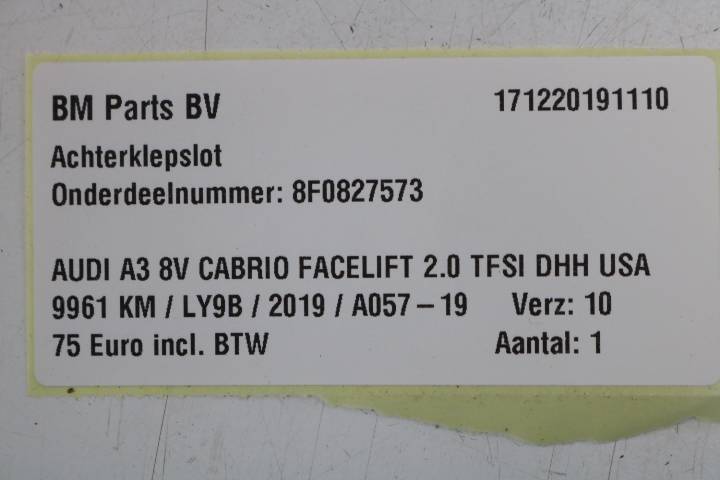 BM Parts BV 171220191110
Achterklepslot
Onderdeelnummer: 8F0827573
AUDI A3 8V CABRIO FACELIFT 2.0 TFSI DHH USA
9961 KM / LY9B / 2019 / A057-19 Verz: 10
75 Euro incl. BTW Aantal: 1